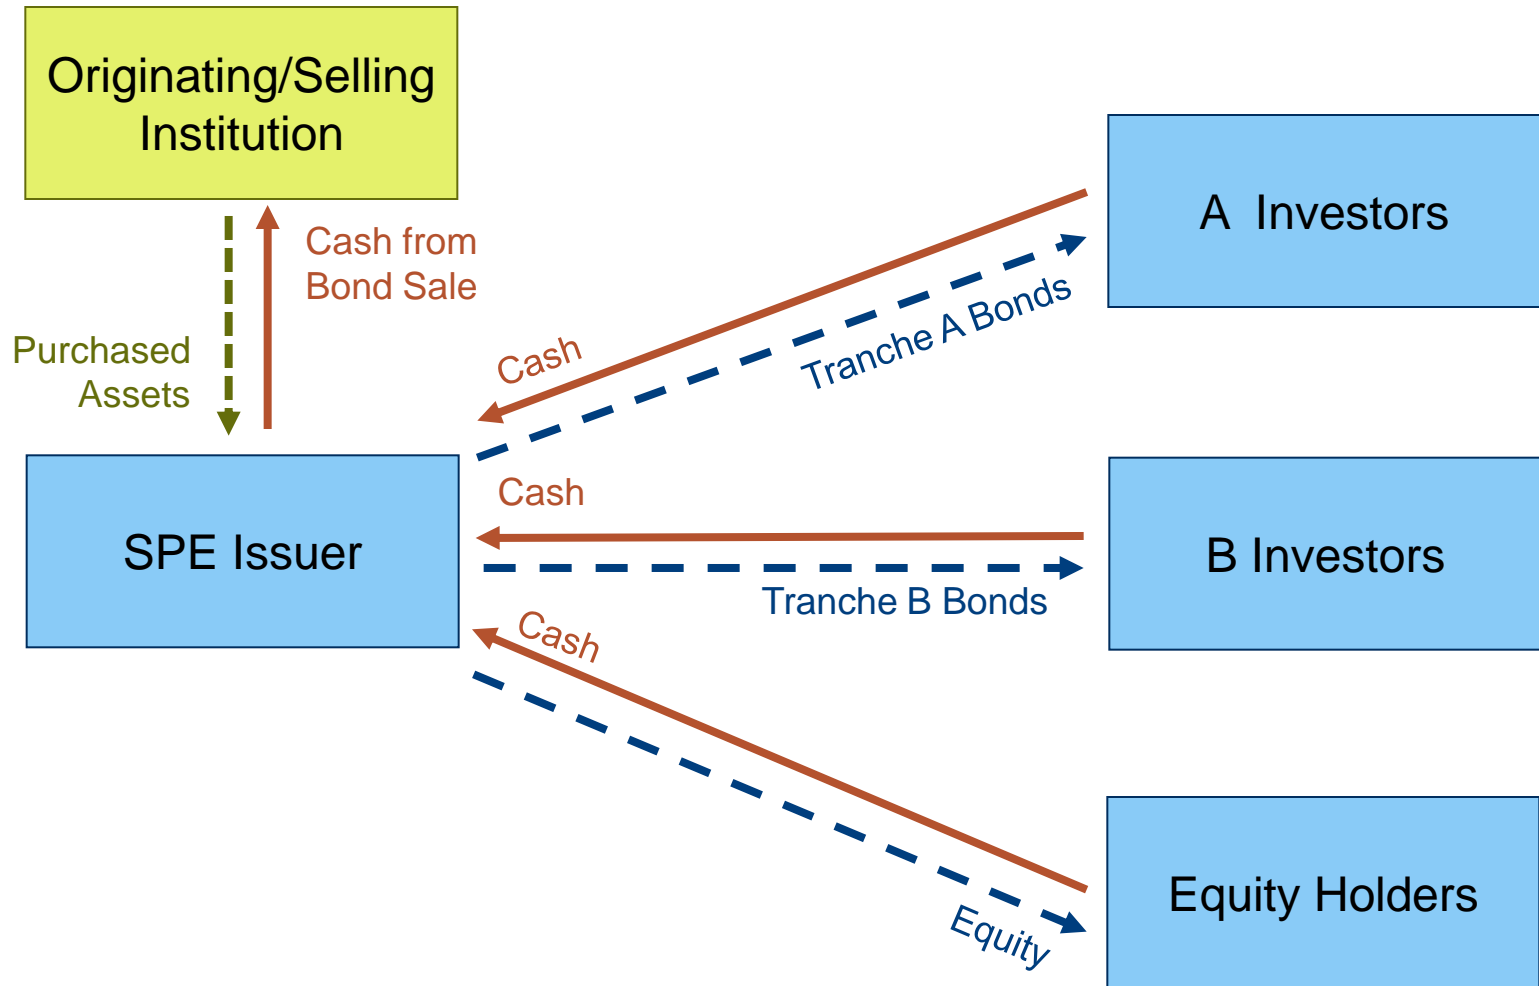 Originating/Selling
Institution
Cash from
Bond Sale
Purchased
Assets
A  Investors
Cash
Tranche A Bonds
SPE Issuer
Cash
Tranche B Bonds
B Investors
Cash
Equity
Equity Holders